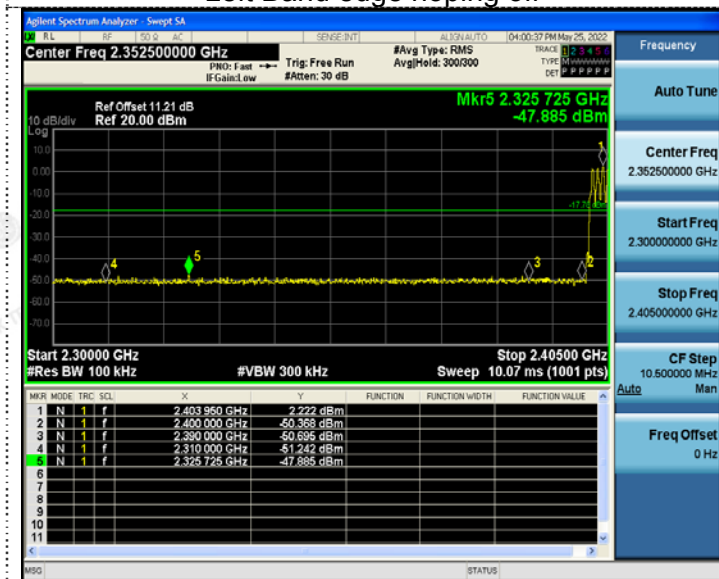 Agilent Spectrum Analyzer - Swept SA
RL RF 50 Ω AC SENSE:INT ALIGN AUTO 04:00:37 PM May 25, 2022
Center Freq 2.352500000 GHz #Avg Type: RMS TRACE 1 2 3 4 5 6
PNO: Fast Trig: Free Run Avg|Hold: 300/300 TYPE M
IFGain:Low #Atten: 30 dB DET P P P P P P
Mkr5 2.325 725 GHz
Ref Offset 11.21 dB
10 dB/div Ref 20.00 dBm -47.885 dBm
Log
10.0
0.00
-10.0
-20.0
-30.0
-40.0
-50.0
-60.0
-70.0
1
4 5 3 2
Start 2.30000 GHz Stop 2.40500 GHz
#Res BW 100 kHz #VBW 300 kHz Sweep 10.07 ms (1001 pts)
MKR MODE TRC SCL X Y FUNCTION FUNCTION WIDTH FUNCTION VALUE
1 N 1 f 2.403 950 GHz 2.222 dBm
2 N 1 f 2.400 000 GHz -50.368 dBm
3 N 1 f 2.390 000 GHz -50.695 dBm
4 N 1 f 2.310 000 GHz -51.242 dBm
5 N 1 f 2.325 725 GHz -47.885 dBm
6
7
8
9
10
11
MSG STATUS
Frequency
Auto Tune
Center Freq
2.352500000 GHz
Start Freq
2.300000000 GHz
Stop Freq
2.405000000 GHz
CF Step
10.500000 MHz
Auto Man
Freq Offset
0 Hz